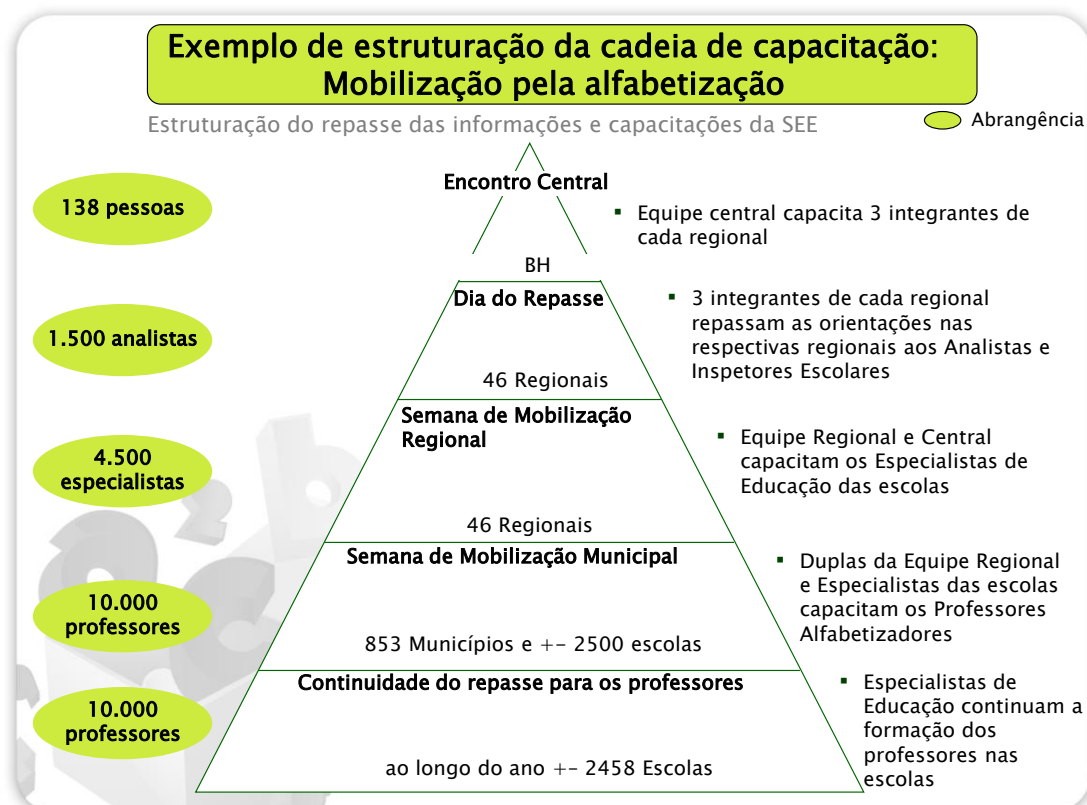 Exemplo de estruturação da cadeia de capacitação:
Mobilização pela alfabetização
Estruturação do repasse das informações e capacitações da SEE
Abrangência
138 pessoas
Encontro Central
BH
▪ Equipe central capacita 3 integrantes de
cada regional
1.500 analistas
Dia do Repasse
46 Regionais
▪ 3 integrantes de cada regional
repassam as orientações nas
respectivas regionais aos Analistas e
Inspetores Escolares
4.500
especialistas
Semana de Mobilização
Regional
46 Regionais
▪ Equipe Regional e Central
capacitam os Especialistas de
Educação das escolas
10.000
professores
Semana de Mobilização Municipal
853 Municípios e +- 2500 escolas
▪ Duplas da Equipe Regional
e Especialistas das escolas
capacitam os Professores
Alfabetizadores
10.000
professores
Continuidade do repasse para os professores
ao longo do ano +- 2458 Escolas
▪ Especialistas de
Educação continuam a
formação dos
professores nas
escolas